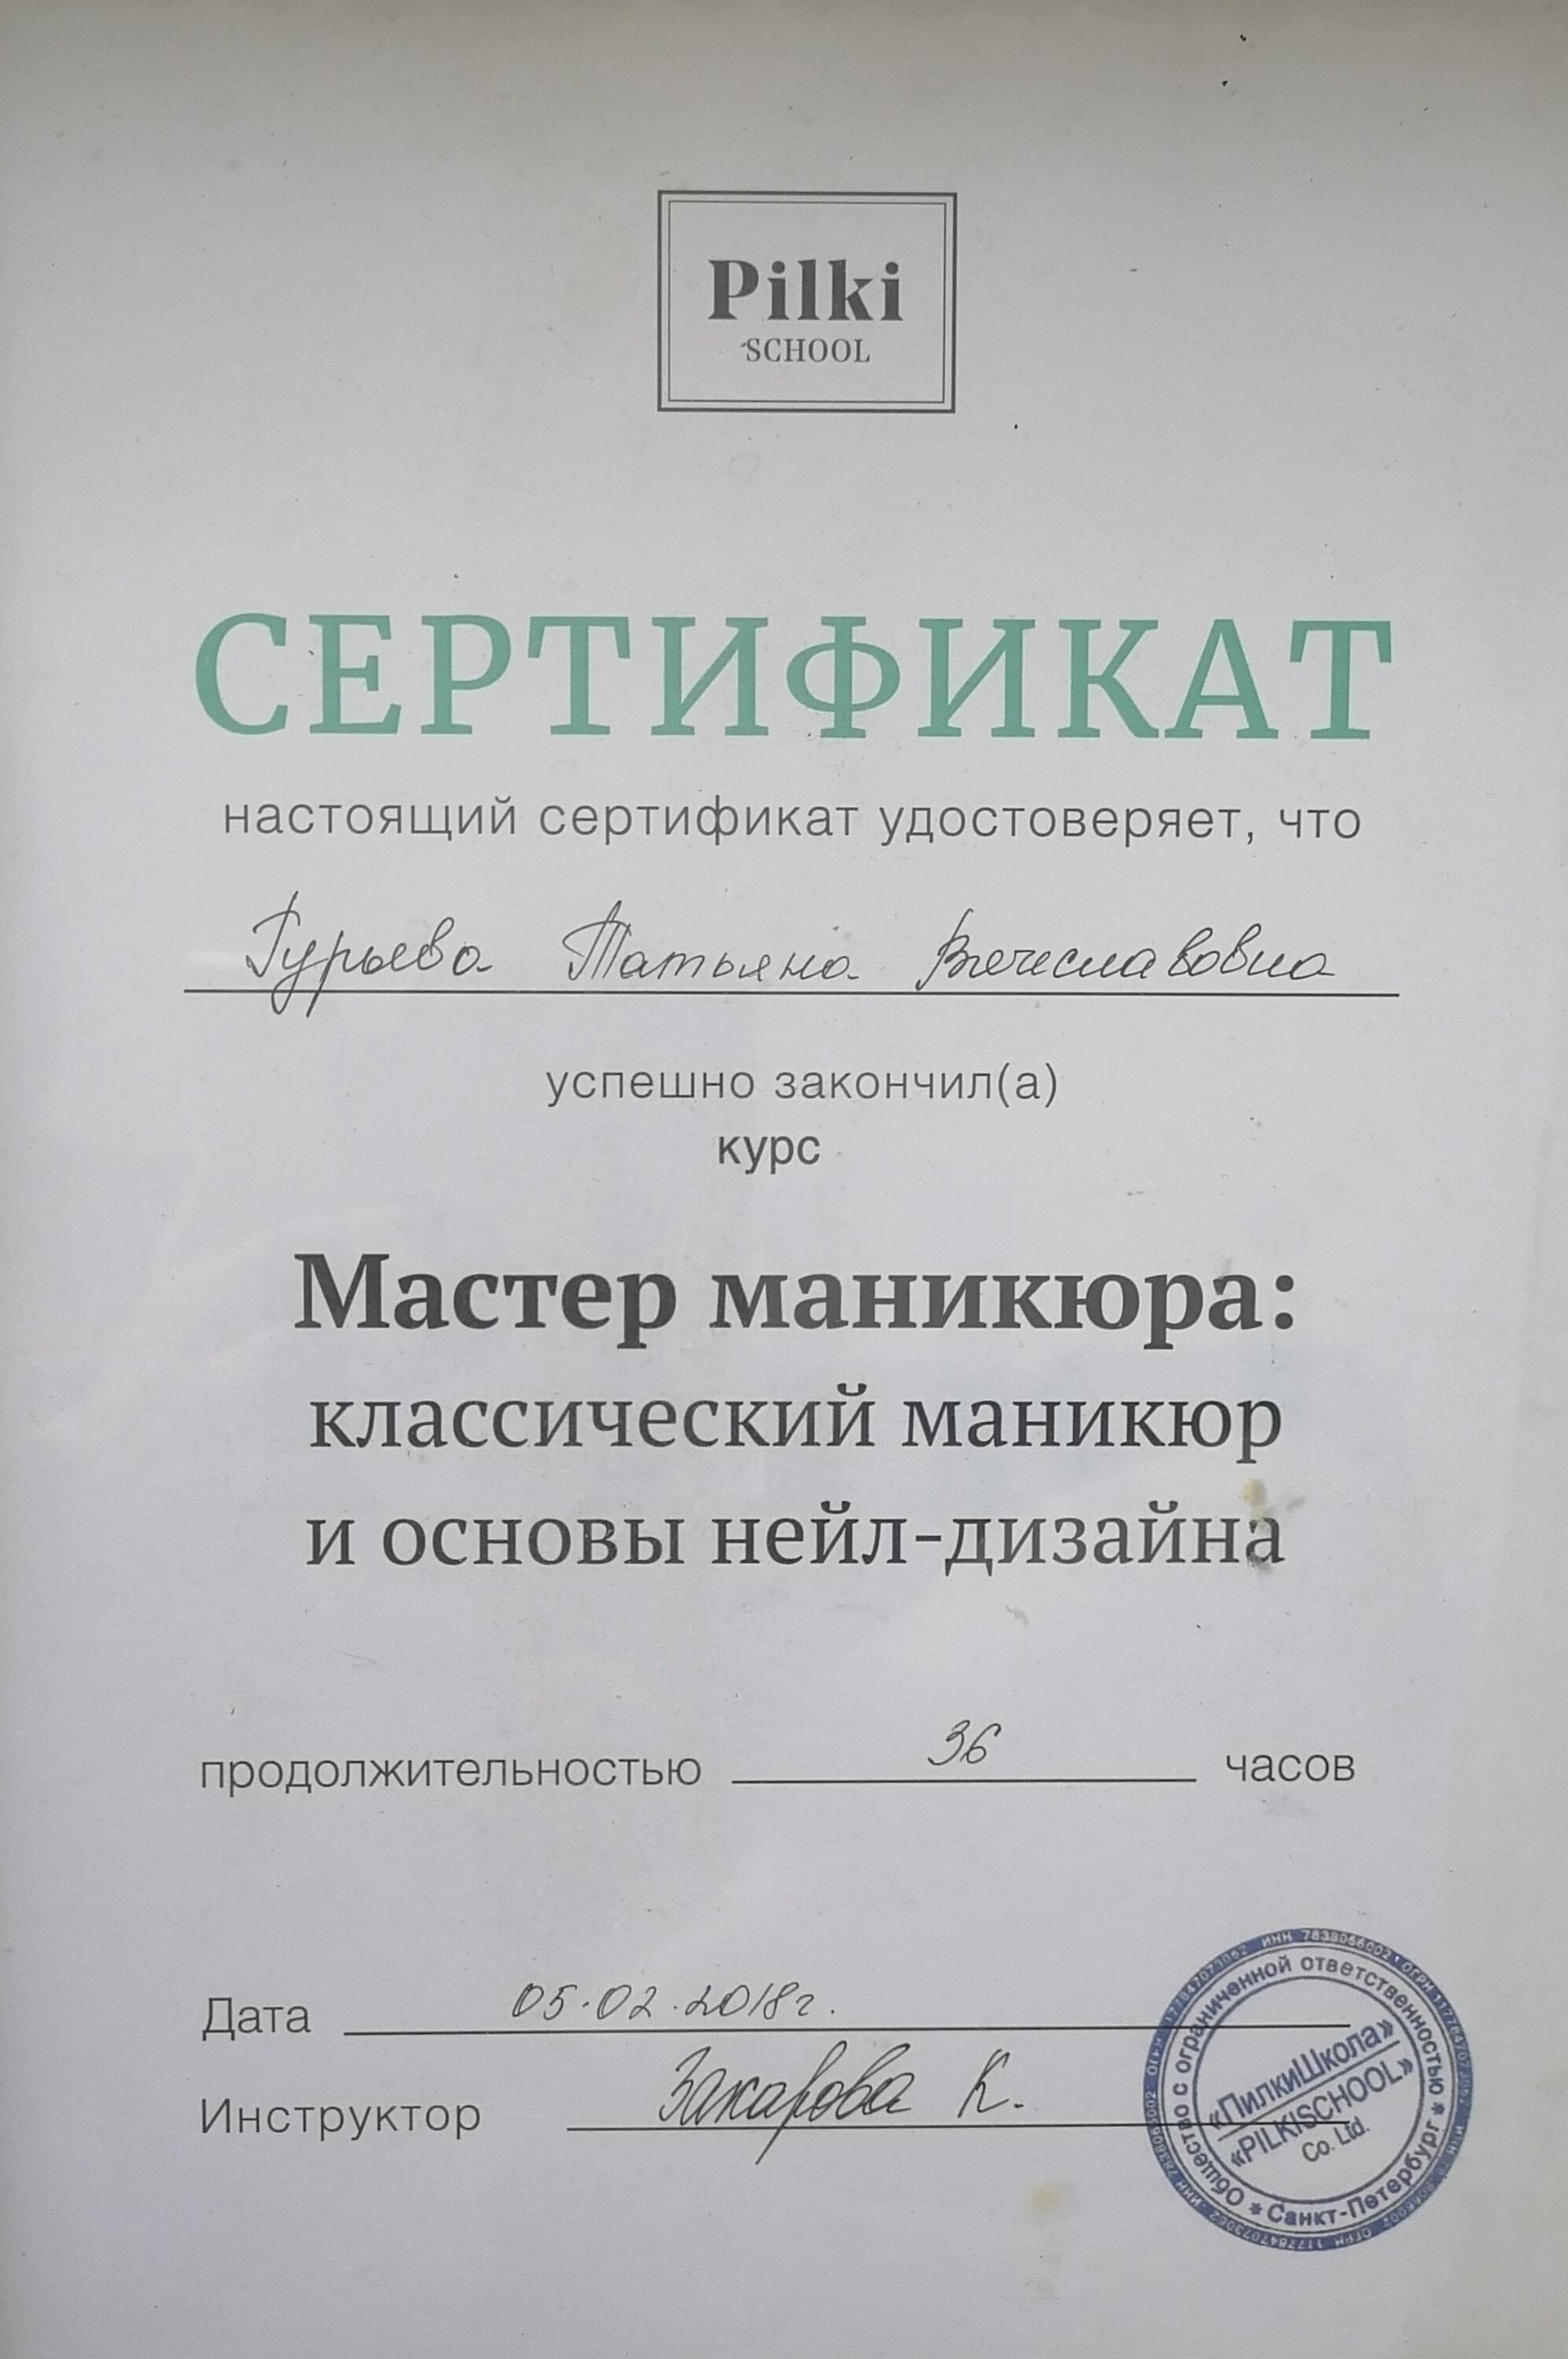 Pilki
SCHOOL
СЕРТИФИКАТ
настоящий сертификат удостоверяет, что
Гурьева Татьяна Вячеславовна
успешно закончил(а)
курс
Мастер маникюра:
классический маникюр
и основы нейл-дизайна
продолжительностью 36 часов
Дата 05.02.2018г.
Инструктор Захарова К.
Общество с ограниченной ответственностью
* Санкт-Петербург *
«ПилкиШкола»
«PILKISCHOOL»
Co. Ltd.